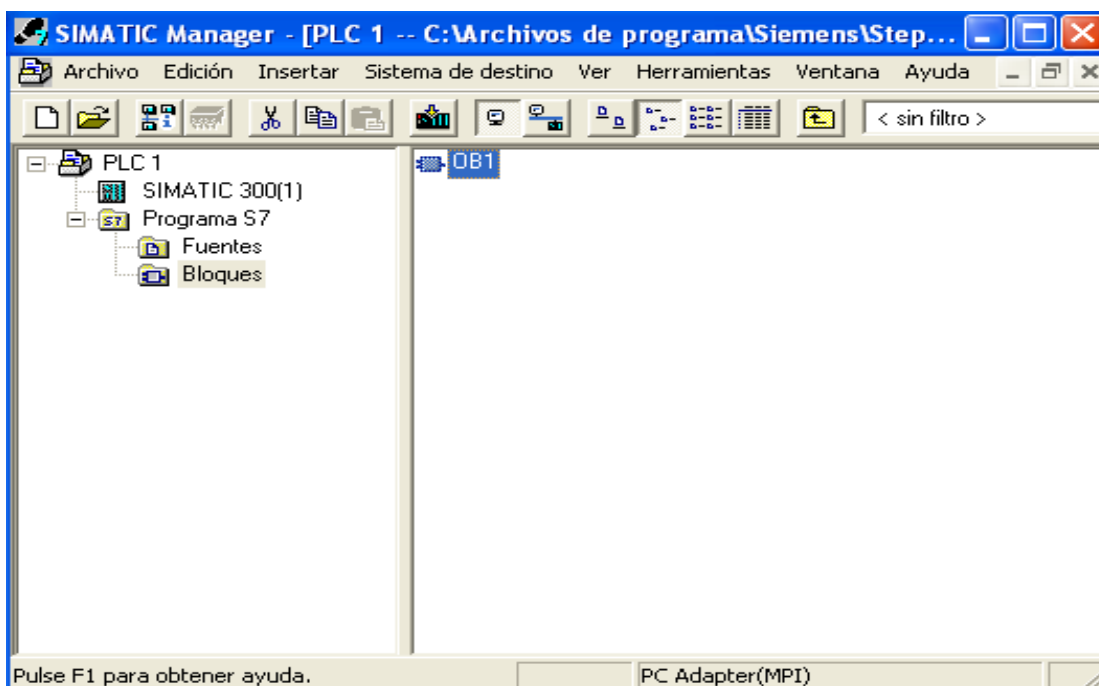 SIMATIC Manager - [PLC 1 -- C:\Archivos de programa\Siemens\Step...
Archivo Edición Insertar Sistema de destino Ver Herramientas Ventana Ayuda
< sin filtro >
PLC 1
SIMATIC 300(1)
S7 Programa S7
Fuentes
Bloques
OB1
Pulse F1 para obtener ayuda.
PC Adapter(MPI)